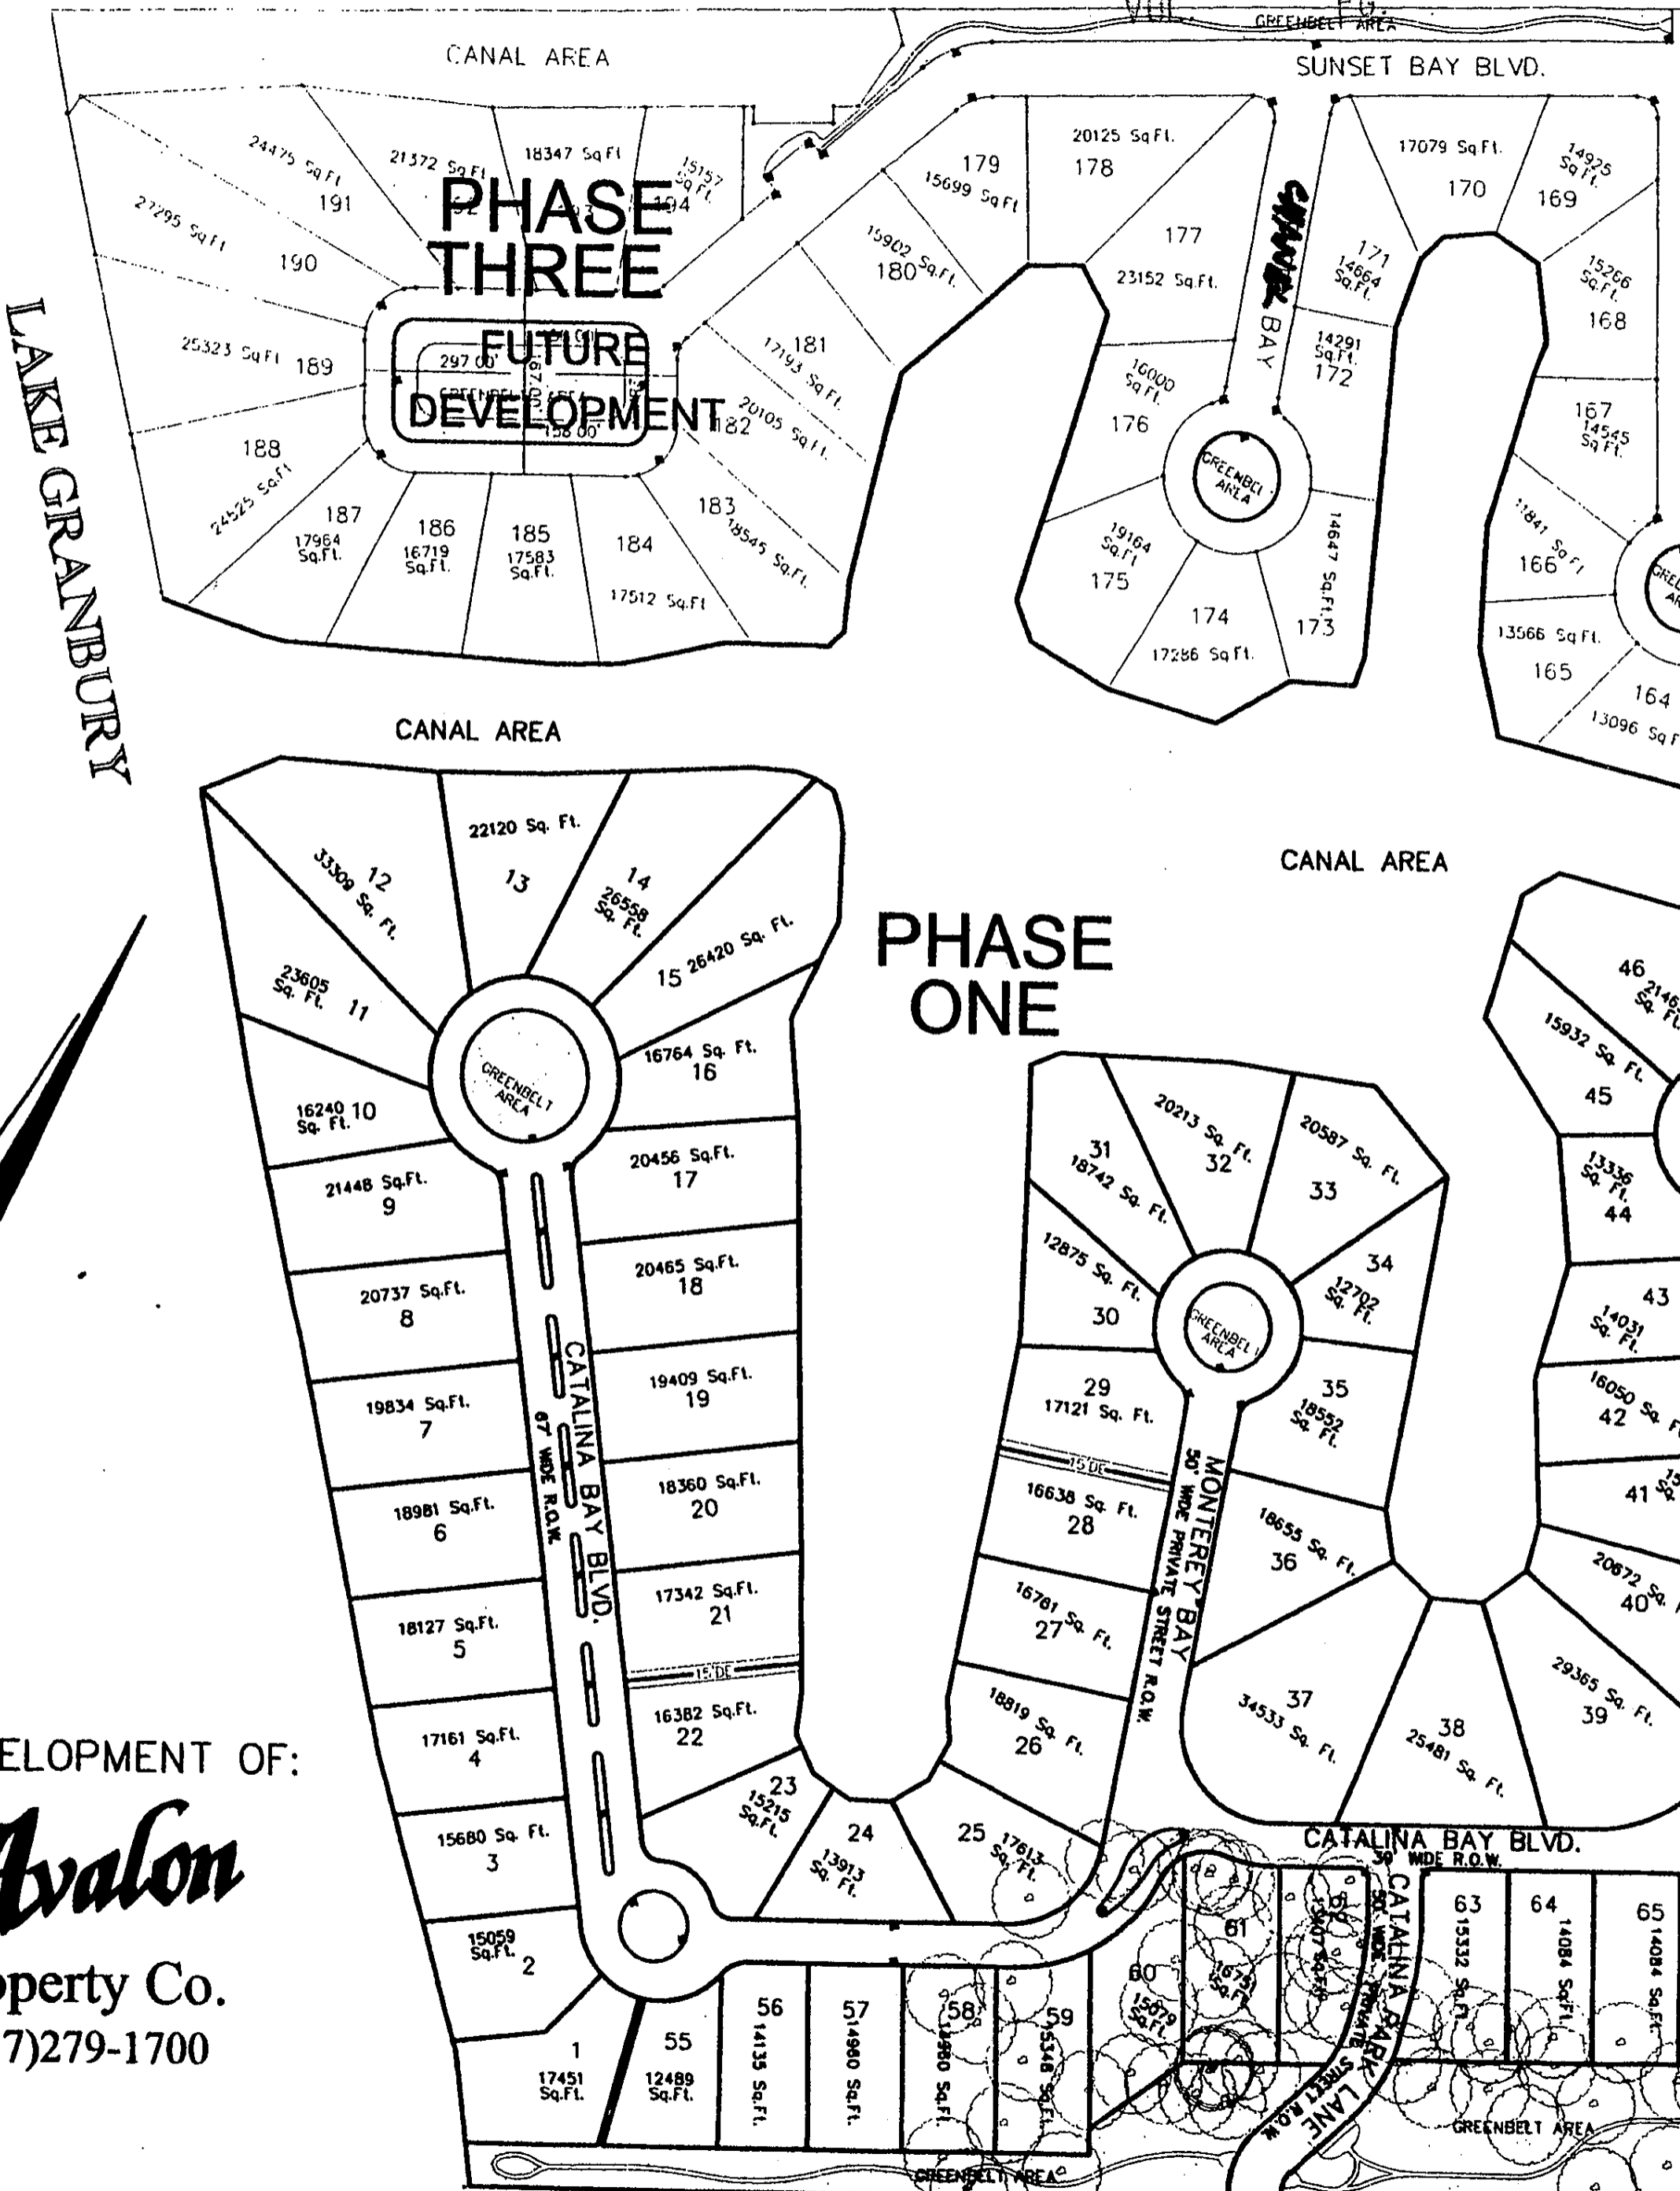 VOL. PG.
GREENBELT AREA
CANAL AREA
SUNSET BAY BLVD.
24475 Sq Ft
191
21372 Sq Ft
18347 Sq Ft
15157
Sq Ft.
194
PHASE
THREE
FUTURE
DEVELOPMENT
297.00'
158.00'
27295 Sq Ft
190
25323 Sq Ft
189
188
24525 Sq.Ft
187
17964
Sq.Ft.
186
16719
Sq.Ft.
185
17583
Sq.Ft.
184
17512 Sq.Ft
183
18545 Sq.Ft.
182
20105 Sq.Ft.
181
17193 Sq.Ft.
15902 Sq.Ft.
180
179
15699 Sq Ft
20125 Sq Ft.
178
177
23152 Sq.Ft.
16000
Sq Ft.
176
19164
Sq.Ft.
175
174
17286 Sq Ft.
14647 Sq.Ft.
173
14291
Sq.Ft.
172
171
14664
Sq.Ft.
BAY
GREENBEL
AREA
17079 Sq.Ft.
170
14925
Sq Ft.
169
15266
Sq.Ft.
168
167
14545
Sq Ft.
11841 Sq Ft
166
13566 Sq Ft.
165
164
13096 Sq F
LAKE GRANBURY
CANAL AREA
CANAL AREA
PHASE
ONE
12
33309 Sq. Ft.
22120 Sq. Ft.
13
14
26558
Sq. Ft.
15 26420 Sq. Ft.
23605
Sq. Ft.
11
16240
Sq. Ft.
10
GREENBELT
AREA
16764 Sq. Ft.
16
21448 Sq.Ft.
9
20456 Sq.Ft.
17
20737 Sq.Ft.
8
20465 Sq.Ft.
18
19834 Sq.Ft.
7
19409 Sq.Ft.
19
18981 Sq.Ft.
6
18360 Sq.Ft.
20
18127 Sq.Ft.
5
17342 Sq.Ft.
21
15'DE
17161 Sq.Ft.
4
16382 Sq.Ft.
22
15680 Sq. Ft.
3
15059
Sq.Ft.
2
CATALINA BAY BLVD.
67' WIDE R.O.W.
23
15215
Sq.Ft.
24
13913
Sq. Ft.
25
17613
Sq. Ft.
18819 Sq. Ft.
26
16781 Sq. Ft.
27
16638 Sq. Ft.
28
15'DE
29
17121 Sq. Ft.
12875 Sq. Ft.
30
31
18742 Sq. Ft.
20213 Sq. Ft.
32
20587 Sq. Ft.
33
34
12702
Sq. Ft.
GREENBEL
AREA
35
18552
Sq. Ft.
18655 Sq. Ft.
36
MONTEREY BAY
50' WIDE PRIVATE STREET R.O.W.
37
34533 Sq. Ft.
38
25481 Sq. Ft.
29365 Sq. Ft.
39
20672 Sq.
40
41
16050 Sq. F
42
43
14031
Sq. Ft.
13336
Sq. Ft.
44
15932 Sq. Ft.
45
46
CATALINA BAY BLVD.
39' WIDE R.O.W.
ELOPMENT OF:
Avalon
perty Co.
7)279-1700
1
17451
Sq.Ft.
55
12489
Sq.Ft.
56
14135 Sq.Ft.
57
14980 Sq.Ft.
58
59
15348 Sq.Ft.
60
15079
Sq.Ft.
61
CATALINA PARK LANE
50' WIDE PRIVATE STREET R.O.W.
63
15332 Sq.Ft.
64
14084 Sq.Ft.
65
14084 Sq.Ft.
GREENBELT AREA
GREENBELT AREA